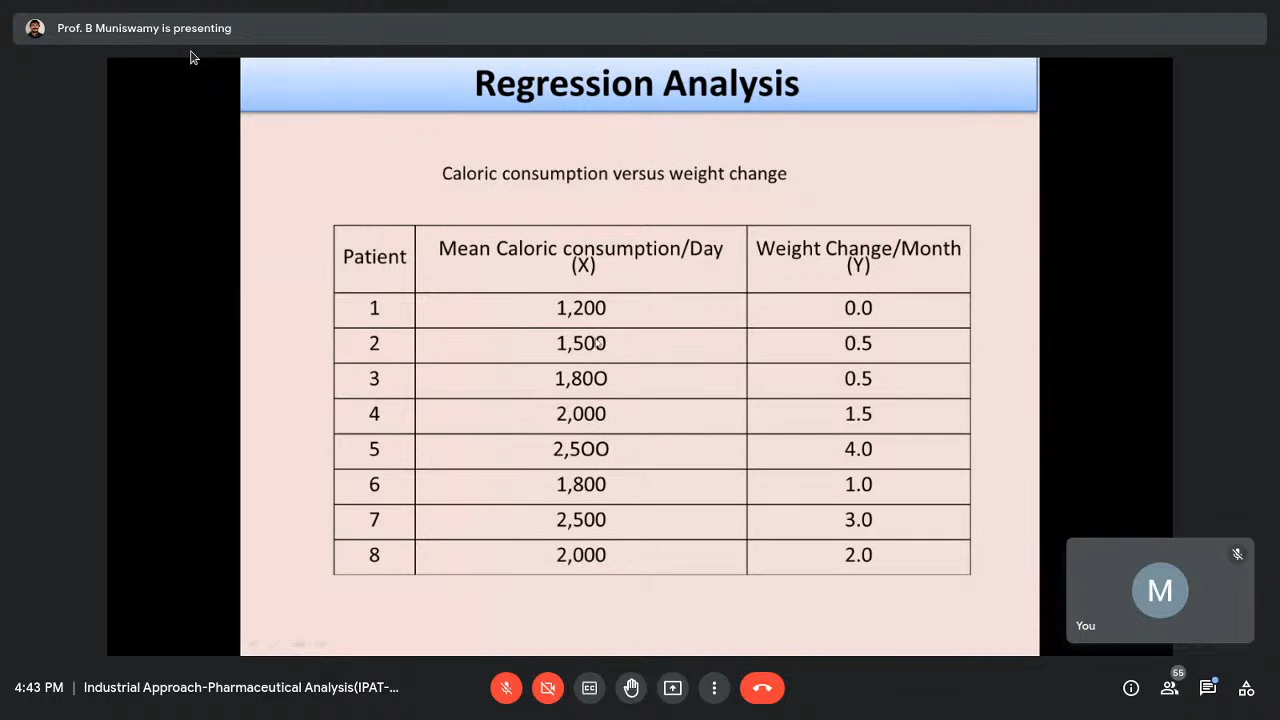 Prof. B Muniswamy is presenting
Regression Analysis
Caloric consumption versus weight change
Patient Mean Caloric consumption/Day (X) Weight Change/Month (Y)
1 1,200 0.0
2 1,500 0.5
3 1,80O 0.5
4 2,000 1.5
5 2,5OO 4.0
6 1,800 1.0
7 2,500 3.0
8 2,000 2.0
M
You
55
4:43 PM | Industrial Approach-Pharmaceutical Analysis(IPAT-...
CC